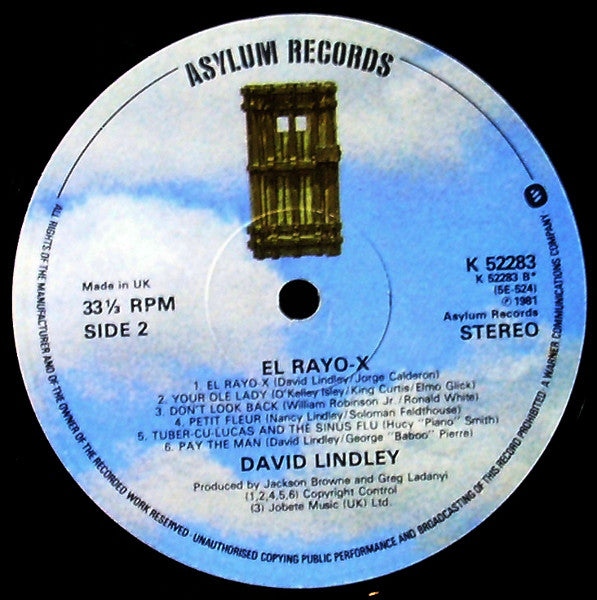 ASYLUM RECORDS
Made in UK
33⅓ RPM
SIDE 2
K 52283
K 52283 B*
(5E-524)
℗ 1981
Asylum Records
STEREO
EL RAYO-X
1. EL RAYO-X (David Lindley/Jorge Calderon)
2. YOUR OLE LADY (O'Kelley Isley/King Curtis/Elmo Glick)
3. DON'T LOOK BACK (William Robinson Jr./Ronald White)
4. PETIT FLEUR (Nancy Lindley/Soloman Feldthouse)
5. TUBER-CU-LUCAS AND THE SINUS FLU (Hucy "Piano" Smith)
6. PAY THE MAN (David Lindley/George "Baboo" Pierre)
DAVID LINDLEY
Produced by Jackson Browne and Greg Ladanyi
(1,2,4,5,6) Copyright Control
(3) Jobete Music (UK) Ltd.
ALL RIGHTS OF THE MANUFACTURER AND OF THE OWNER OF THE RECORDED WORK RESERVED · UNAUTHORISED COPYING PUBLIC PERFORMANCE AND BROADCASTING OF THIS RECORD PROHIBITED. A WARNER COMMUNICATIONS COMPANY